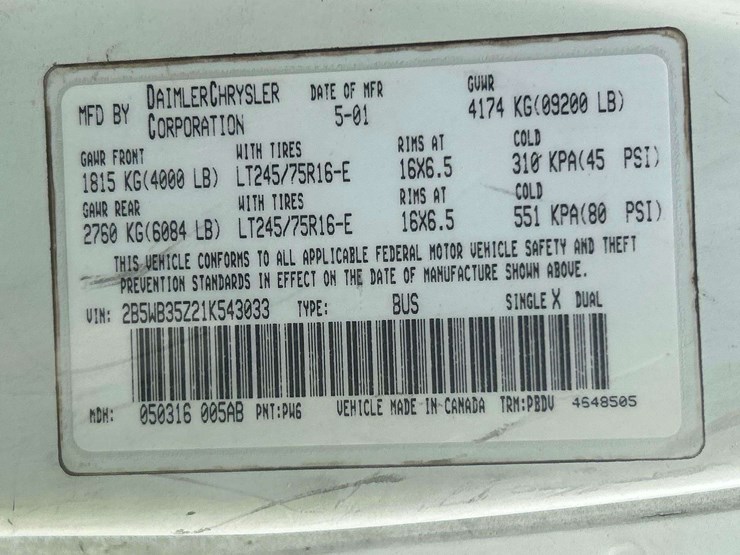 MFD BY DAIMLERCHRYSLER CORPORATION DATE OF MFR 5-01 GVWR 4174 KG(09200 LB)
GAWR FRONT WITH TIRES RIMS AT COLD
1815 KG(4000 LB) LT245/75R16-E 16X6.5 310 KPA(45 PSI)
GAWR REAR WITH TIRES RIMS AT COLD
2760 KG(6084 LB) LT245/75R16-E 16X6.5 551 KPA(80 PSI)
THIS VEHICLE CONFORMS TO ALL APPLICABLE FEDERAL MOTOR VEHICLE SAFETY AND THEFT
PREVENTION STANDARDS IN EFFECT ON THE DATE OF MANUFACTURE SHOWN ABOVE.
VIN: 2B5WB35Z21K543033 TYPE: BUS SINGLE X DUAL
MDH: 050316 005AB PNT:PW6 VEHICLE MADE IN CANADA TRM:PBDV 4648505